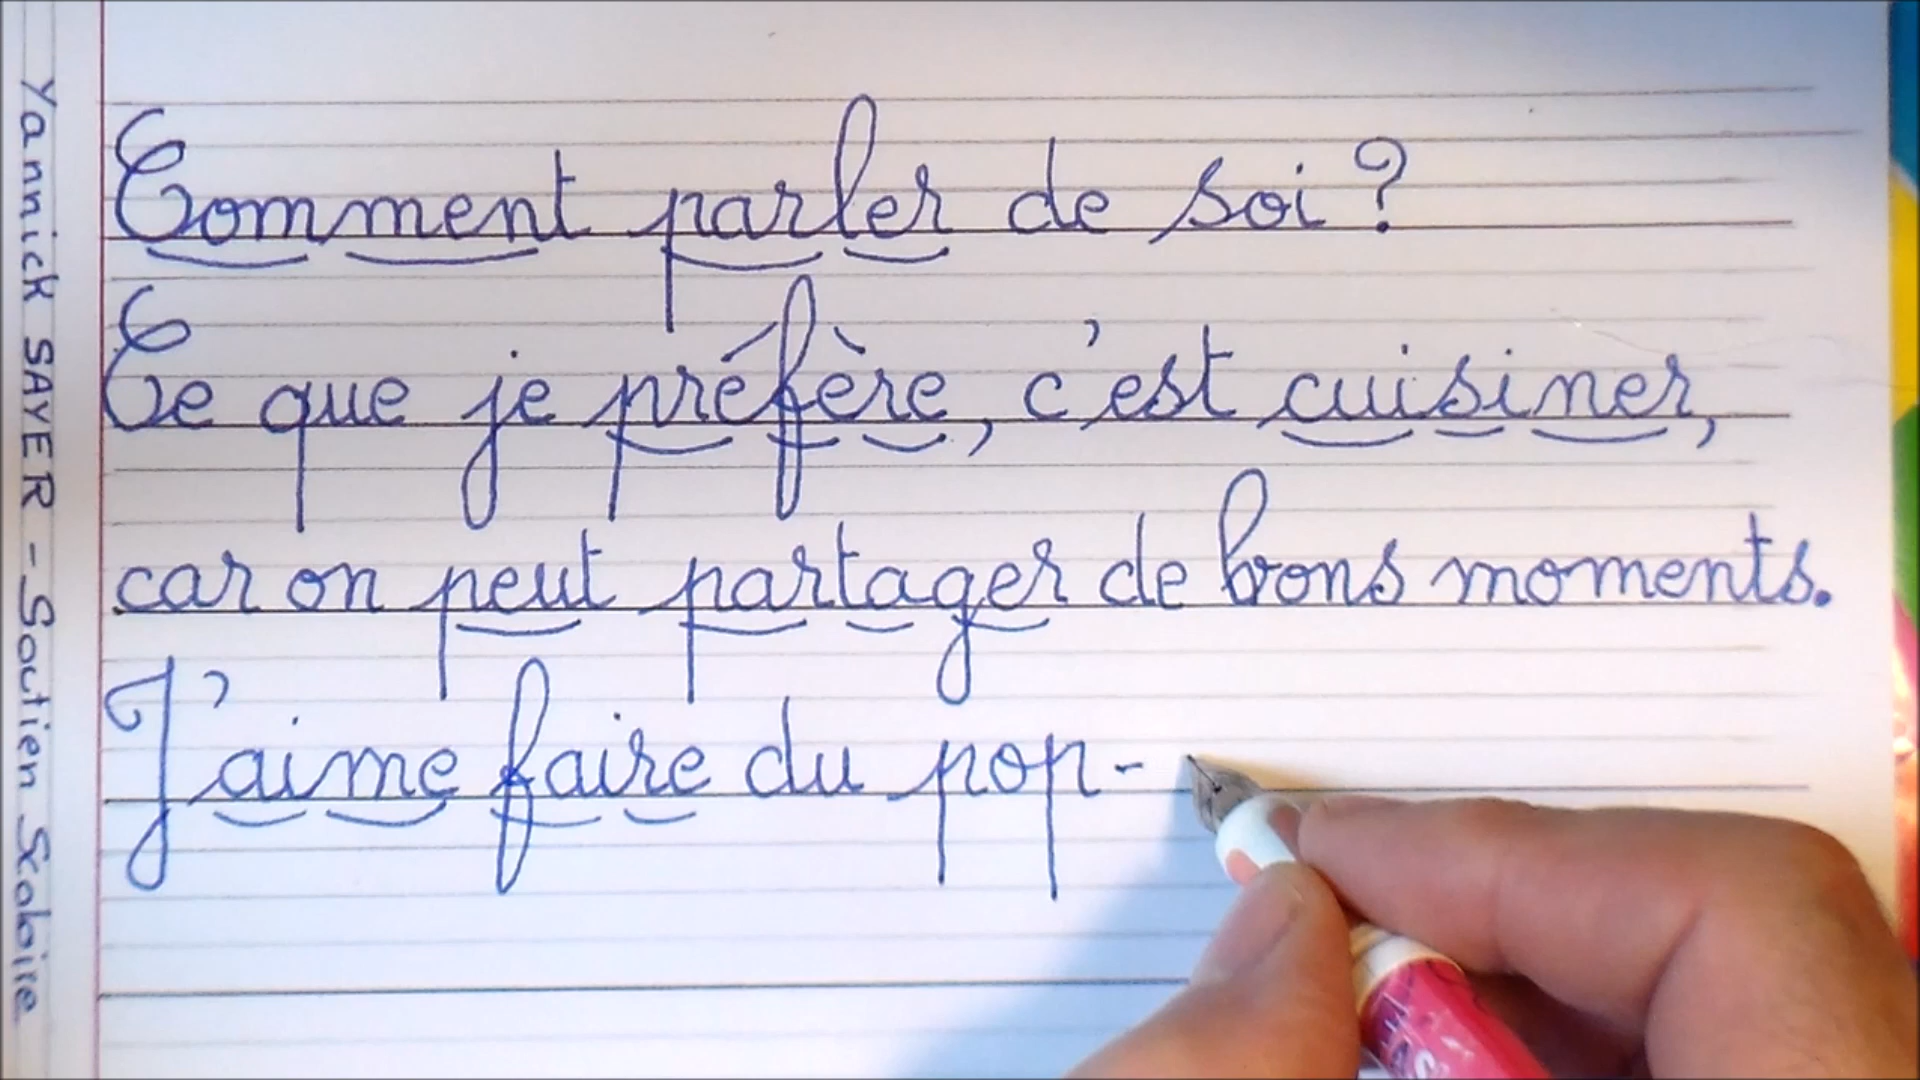 Comment parler de soi ?
Ce que je préfère, c'est cuisiner,
car on peut partager de bons moments.
J'aime faire du pop-
Yannick SAYER - Soutien Scolaire